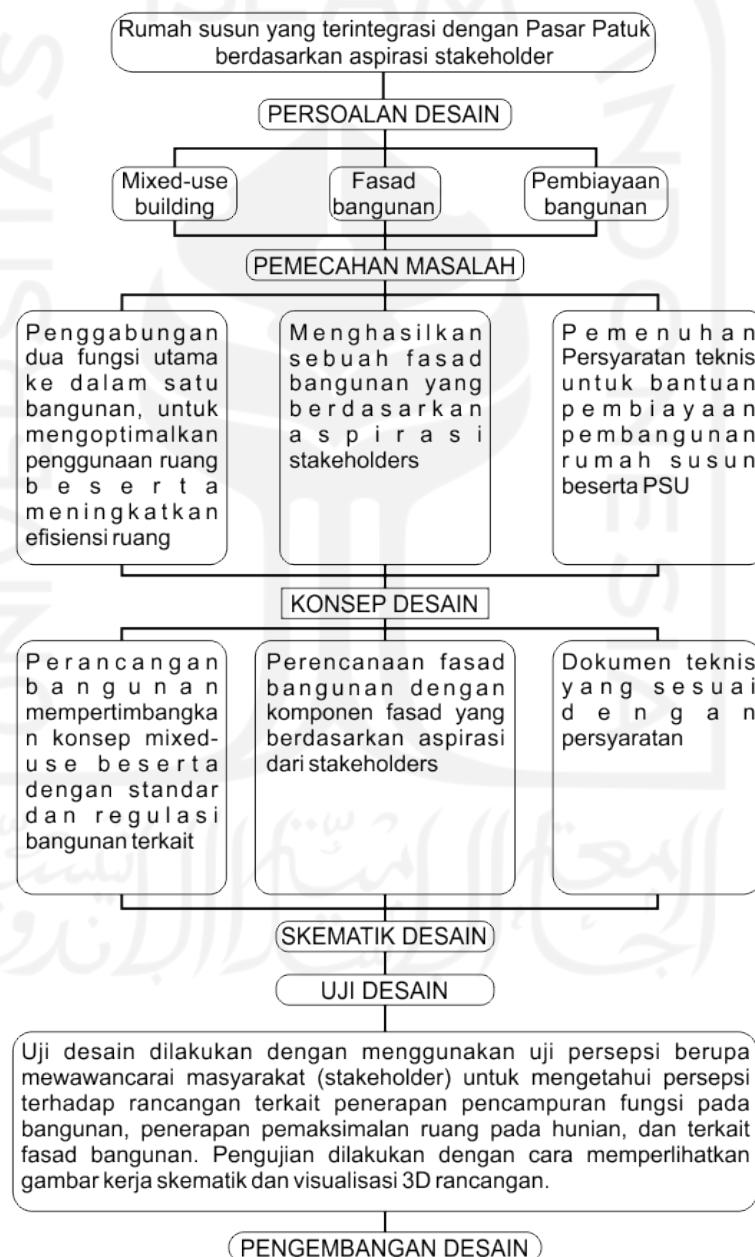 Rumah susun yang terintegrasi dengan Pasar Patuk
berdasarkan aspirasi stakeholder
PERSOALAN DESAIN
Mixed-use
building
Fasad
bangunan
Pembiayaan
bangunan
PEMECAHAN MASALAH
Penggabungan
dua fungsi utama
ke dalam satu
bangunan, untuk
mengoptimalkan
penggunaan ruang
beserta
meningkatkan
efisiensi ruang
Menghasilkan
sebuah fasad
bangunan yang
berdasarkan
aspirasi
stakeholders
Pemenuhan
Persyaratan teknis
untuk bantuan
pembiayaan
pembangunan
rumah susun
beserta PSU
KONSEP DESAIN
Perancangan
bangunan
mempertimbangka
n konsep mixed-
use beserta
dengan standar
dan regulasi
bangunan terkait
Perencanaan fasad
bangunan dengan
komponen fasad yang
berdasarkan aspirasi
dari stakeholders
Dokumen teknis
yang sesuai
dengan
persyaratan
SKEMATIK DESAIN
UJI DESAIN
Uji desain dilakukan dengan menggunakan uji persepsi berupa
mewawancarai masyarakat (stakeholder) untuk mengetahui persepsi
terhadap rancangan terkait penerapan pencampuran fungsi pada
bangunan, penerapan pemaksimalan ruang pada hunian, dan terkait
fasad bangunan. Pengujian dilakukan dengan cara memperlihatkan
gambar kerja skematik dan visualisasi 3D rancangan.
PENGEMBANGAN DESAIN
ISLAM